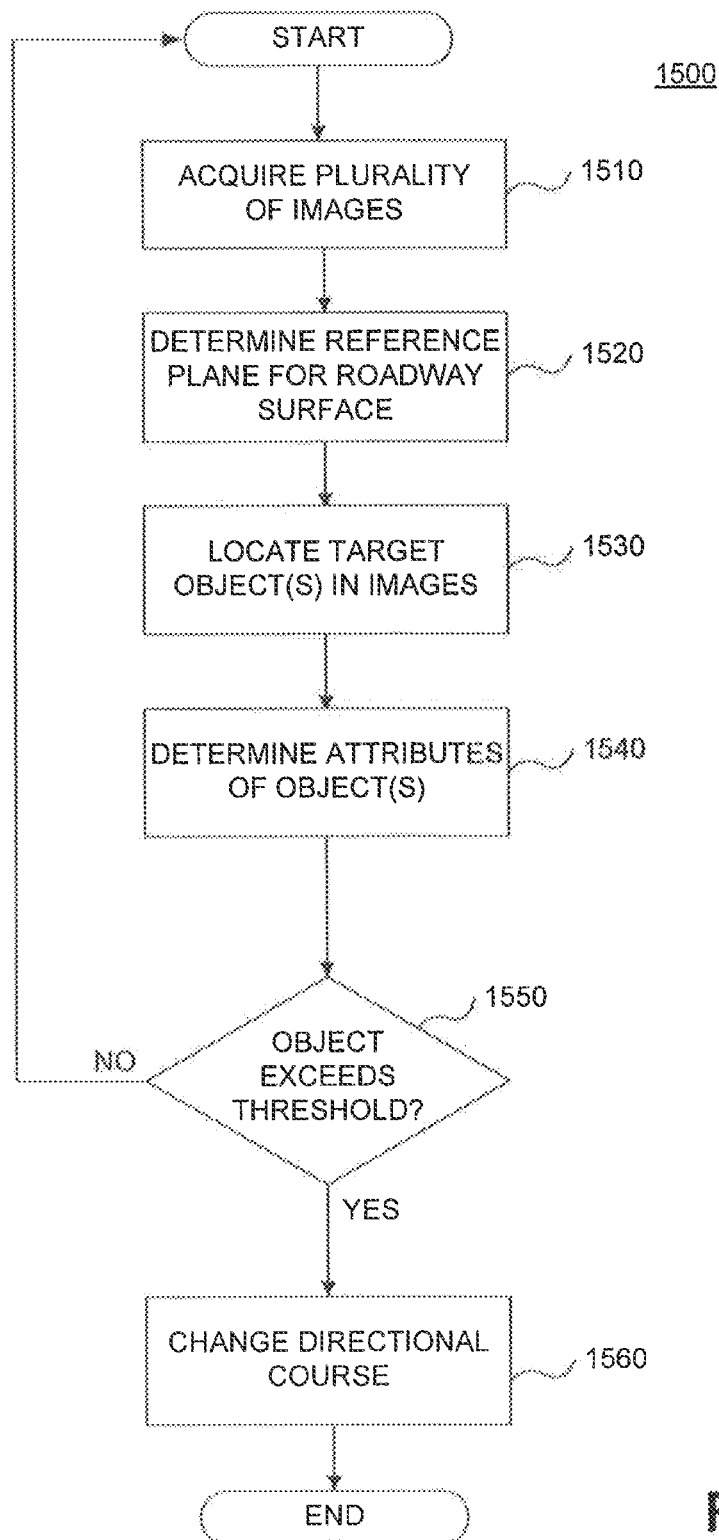 START
1500
ACQUIRE PLURALITY
OF IMAGES
1510
DETERMINE REFERENCE
PLANE FOR ROADWAY
SURFACE
1520
LOCATE TARGET
OBJECT(S) IN IMAGES
1530
DETERMINE ATTRIBUTES
OF OBJECT(S)
1540
OBJECT
EXCEEDS
THRESHOLD?
1550
NO
YES
CHANGE DIRECTIONAL
COURSE
1560
END